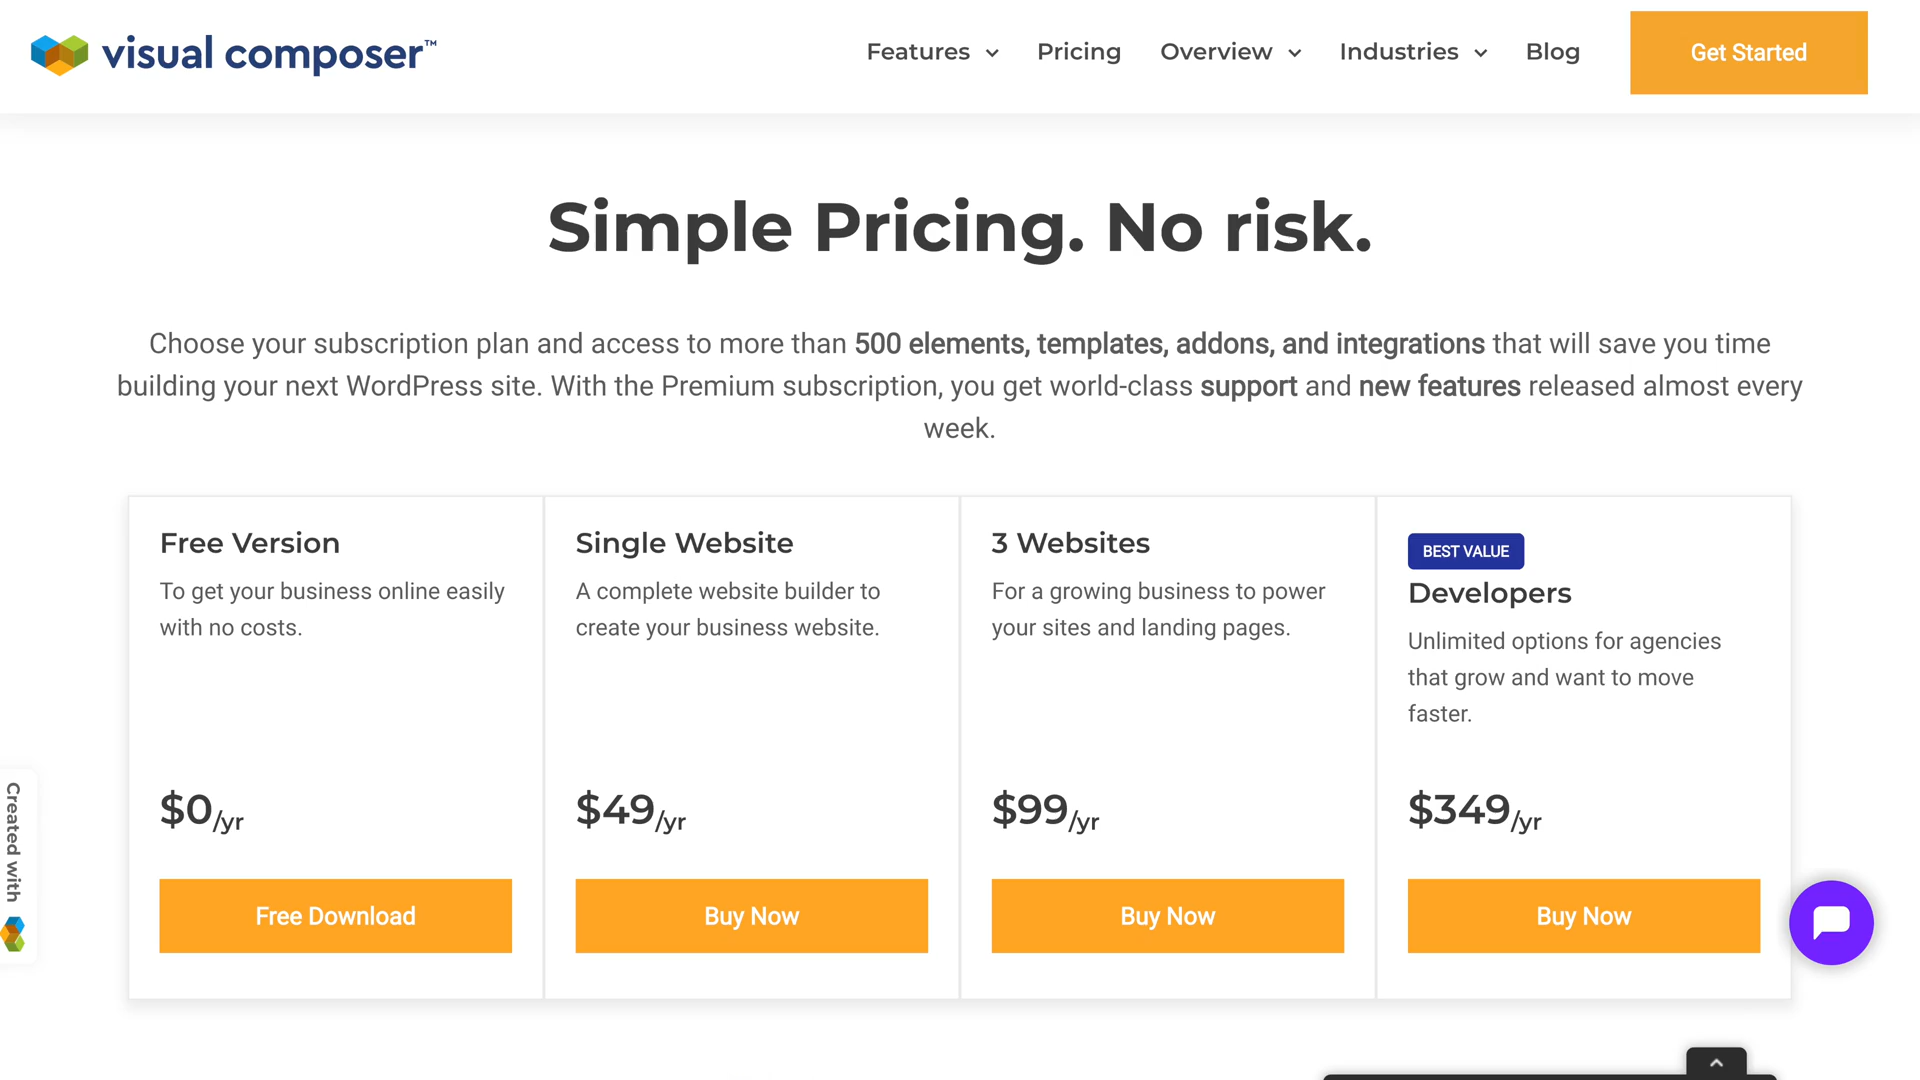 visual composer™
Features
Pricing
Overview
Industries
Blog
Get Started
Simple Pricing. No risk.
Choose your subscription plan and access to more than 500 elements, templates, addons, and integrations that will save you time
building your next WordPress site. With the Premium subscription, you get world-class support and new features released almost every
week.
Free Version
To get your business online easily
with no costs.
$0/yr
Free Download
Single Website
A complete website builder to
create your business website.
$49/yr
Buy Now
3 Websites
For a growing business to power
your sites and landing pages.
$99/yr
Buy Now
BEST VALUE
Developers
Unlimited options for agencies
that grow and want to move
faster.
$349/yr
Buy Now
Created with